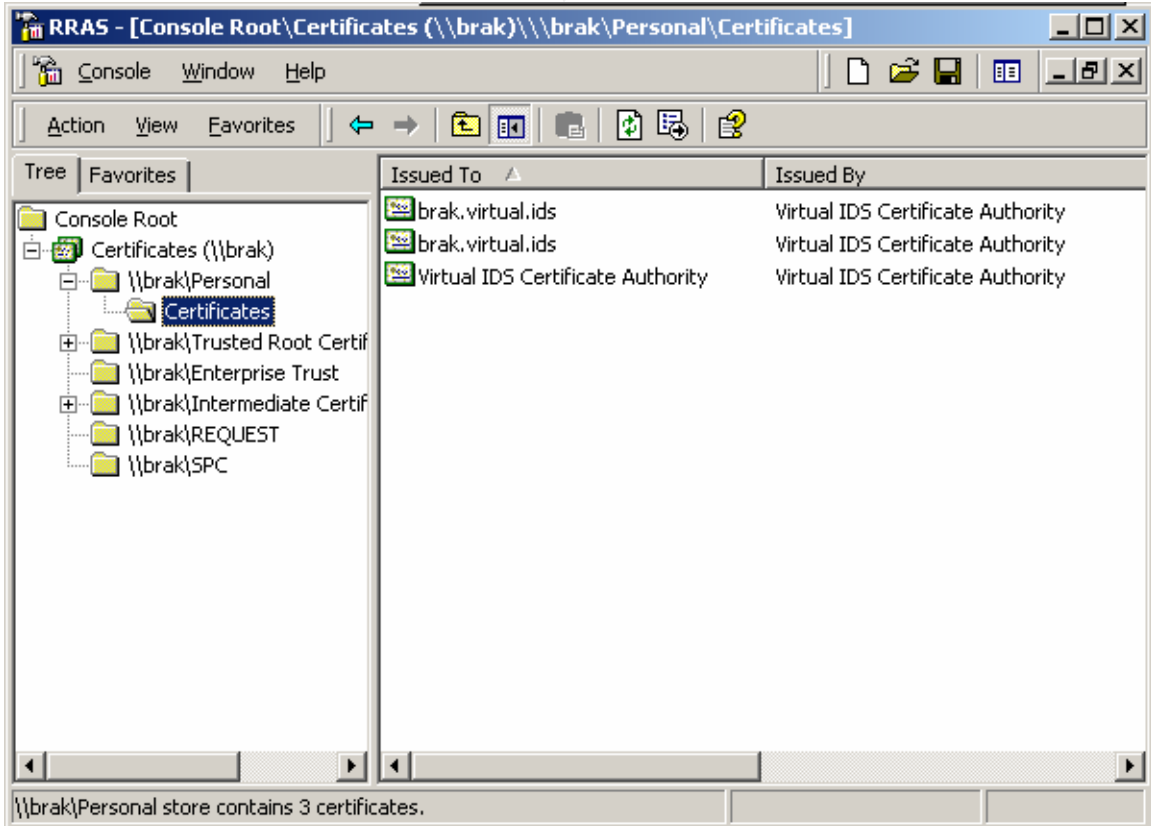 RRAS - [Console Root\Certificates (\\brak)\\\brak\Personal\Certificates]
Console Window Help
Action View Favorites
Tree Favorites
Console Root
Certificates (\\brak)
\\brak\Personal
Certificates
\\brak\Trusted Root Certif
\\brak\Enterprise Trust
\\brak\Intermediate Certif
\\brak\REQUEST
\\brak\SPC
Issued To Issued By
brak.virtual.ids Virtual IDS Certificate Authority
brak.virtual.ids Virtual IDS Certificate Authority
Virtual IDS Certificate Authority Virtual IDS Certificate Authority
\\brak\Personal store contains 3 certificates.